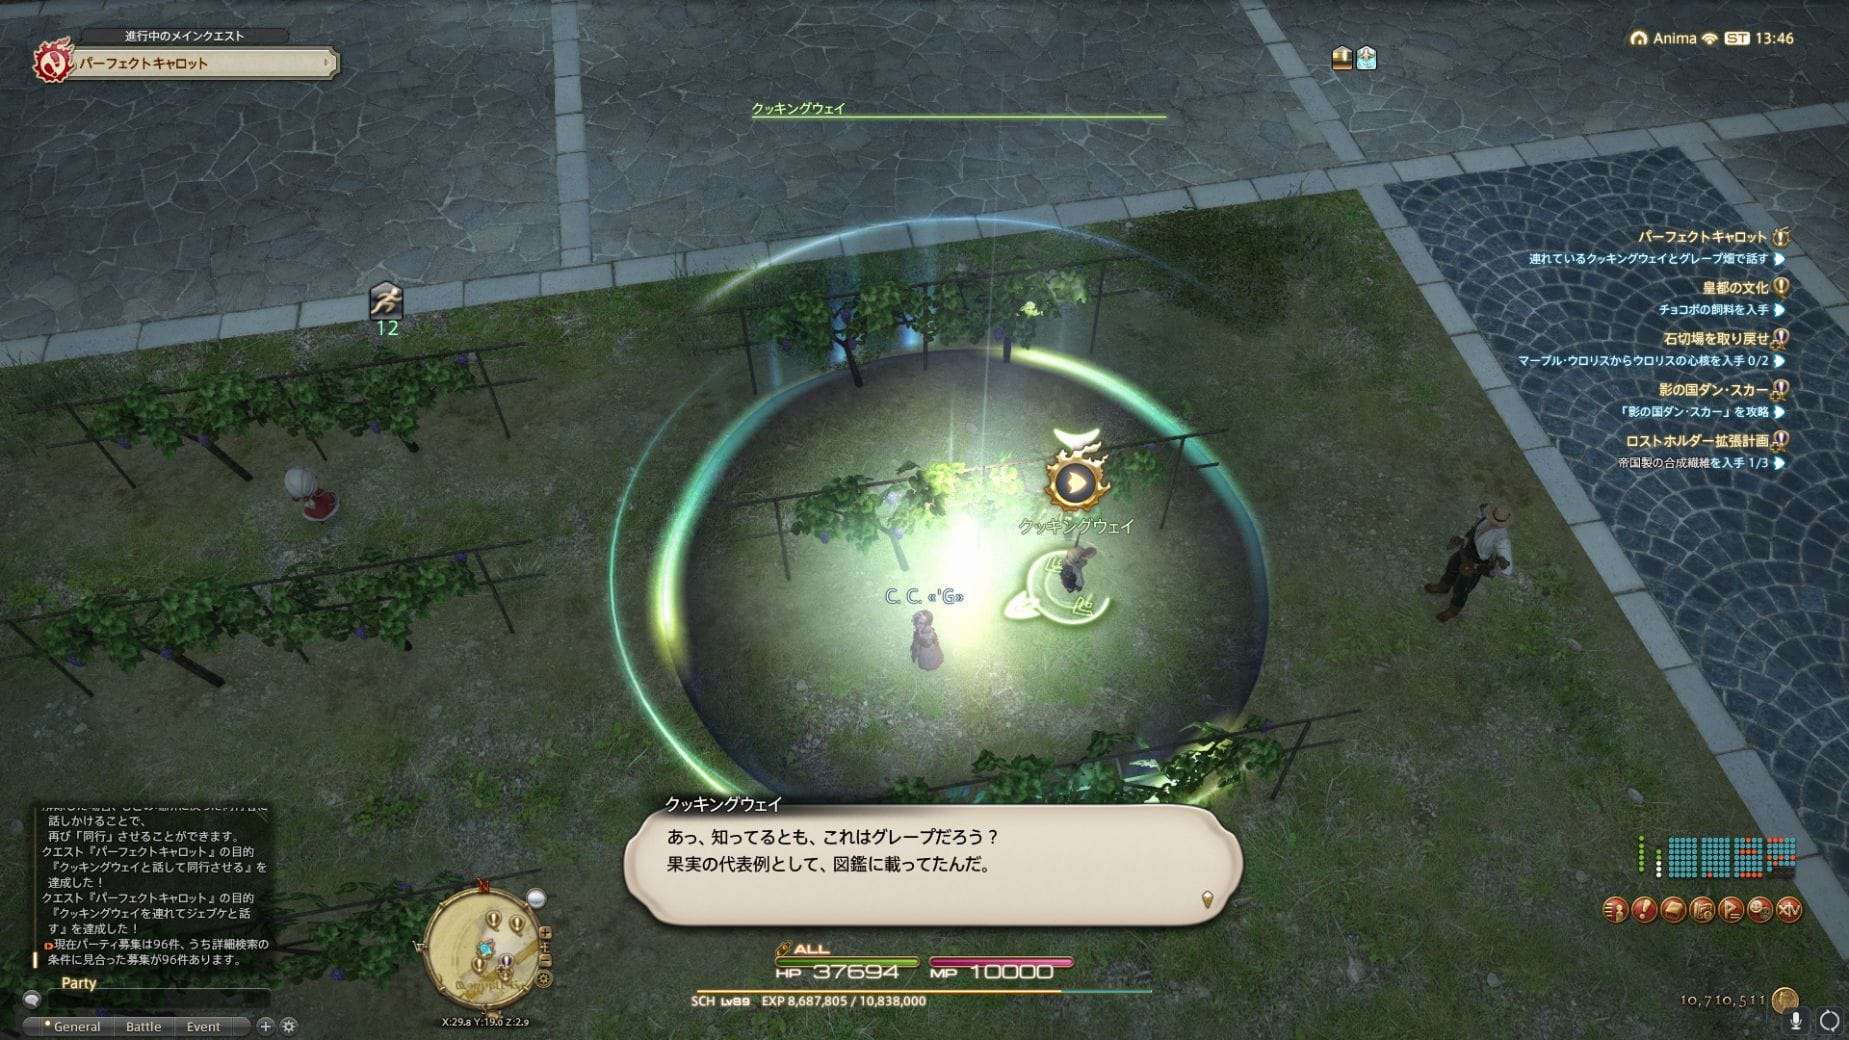 進行中のメインクエスト
パーフェクトキャロット
クッキングウェイ
Anima ST 13:46
12
パーフェクトキャロット
連れているクッキングウェイとグレープ畑で話す
皇都の文化
チョコボの飼料を入手
石切場を取り戻せ
マーブル・ウロリスからウロリスの心核を入手 0/2
影の国ダン・スカー
「影の国ダン・スカー」を攻略
ロストホルダー拡張計画
帝国製の合成繊維を入手 1/3
クッキングウェイ
C. C. «'G»
クッキングウェイ
あっ、知ってるとも、これはグレープだろう？
果実の代表例として、図鑑に載ってたんだ。
話しかけることで、
再び「同行」させることができます。
クエスト『パーフェクトキャロット』の目的
『クッキングウェイと話して同行させる』を
達成した！
クエスト『パーフェクトキャロット』の目的
『クッキングウェイを連れてジェブケと話
す』を達成した！
現在パーティ募集は96件、うち詳細検索の
条件に見合った募集が96件あります。
Party
General Battle Event
X:29.8 Y:19.0 Z:2.9
ALL
HP 37694 MP 10000
SCH Lv89 EXP 8,687,805 / 10,838,000
10,710,511
XIV